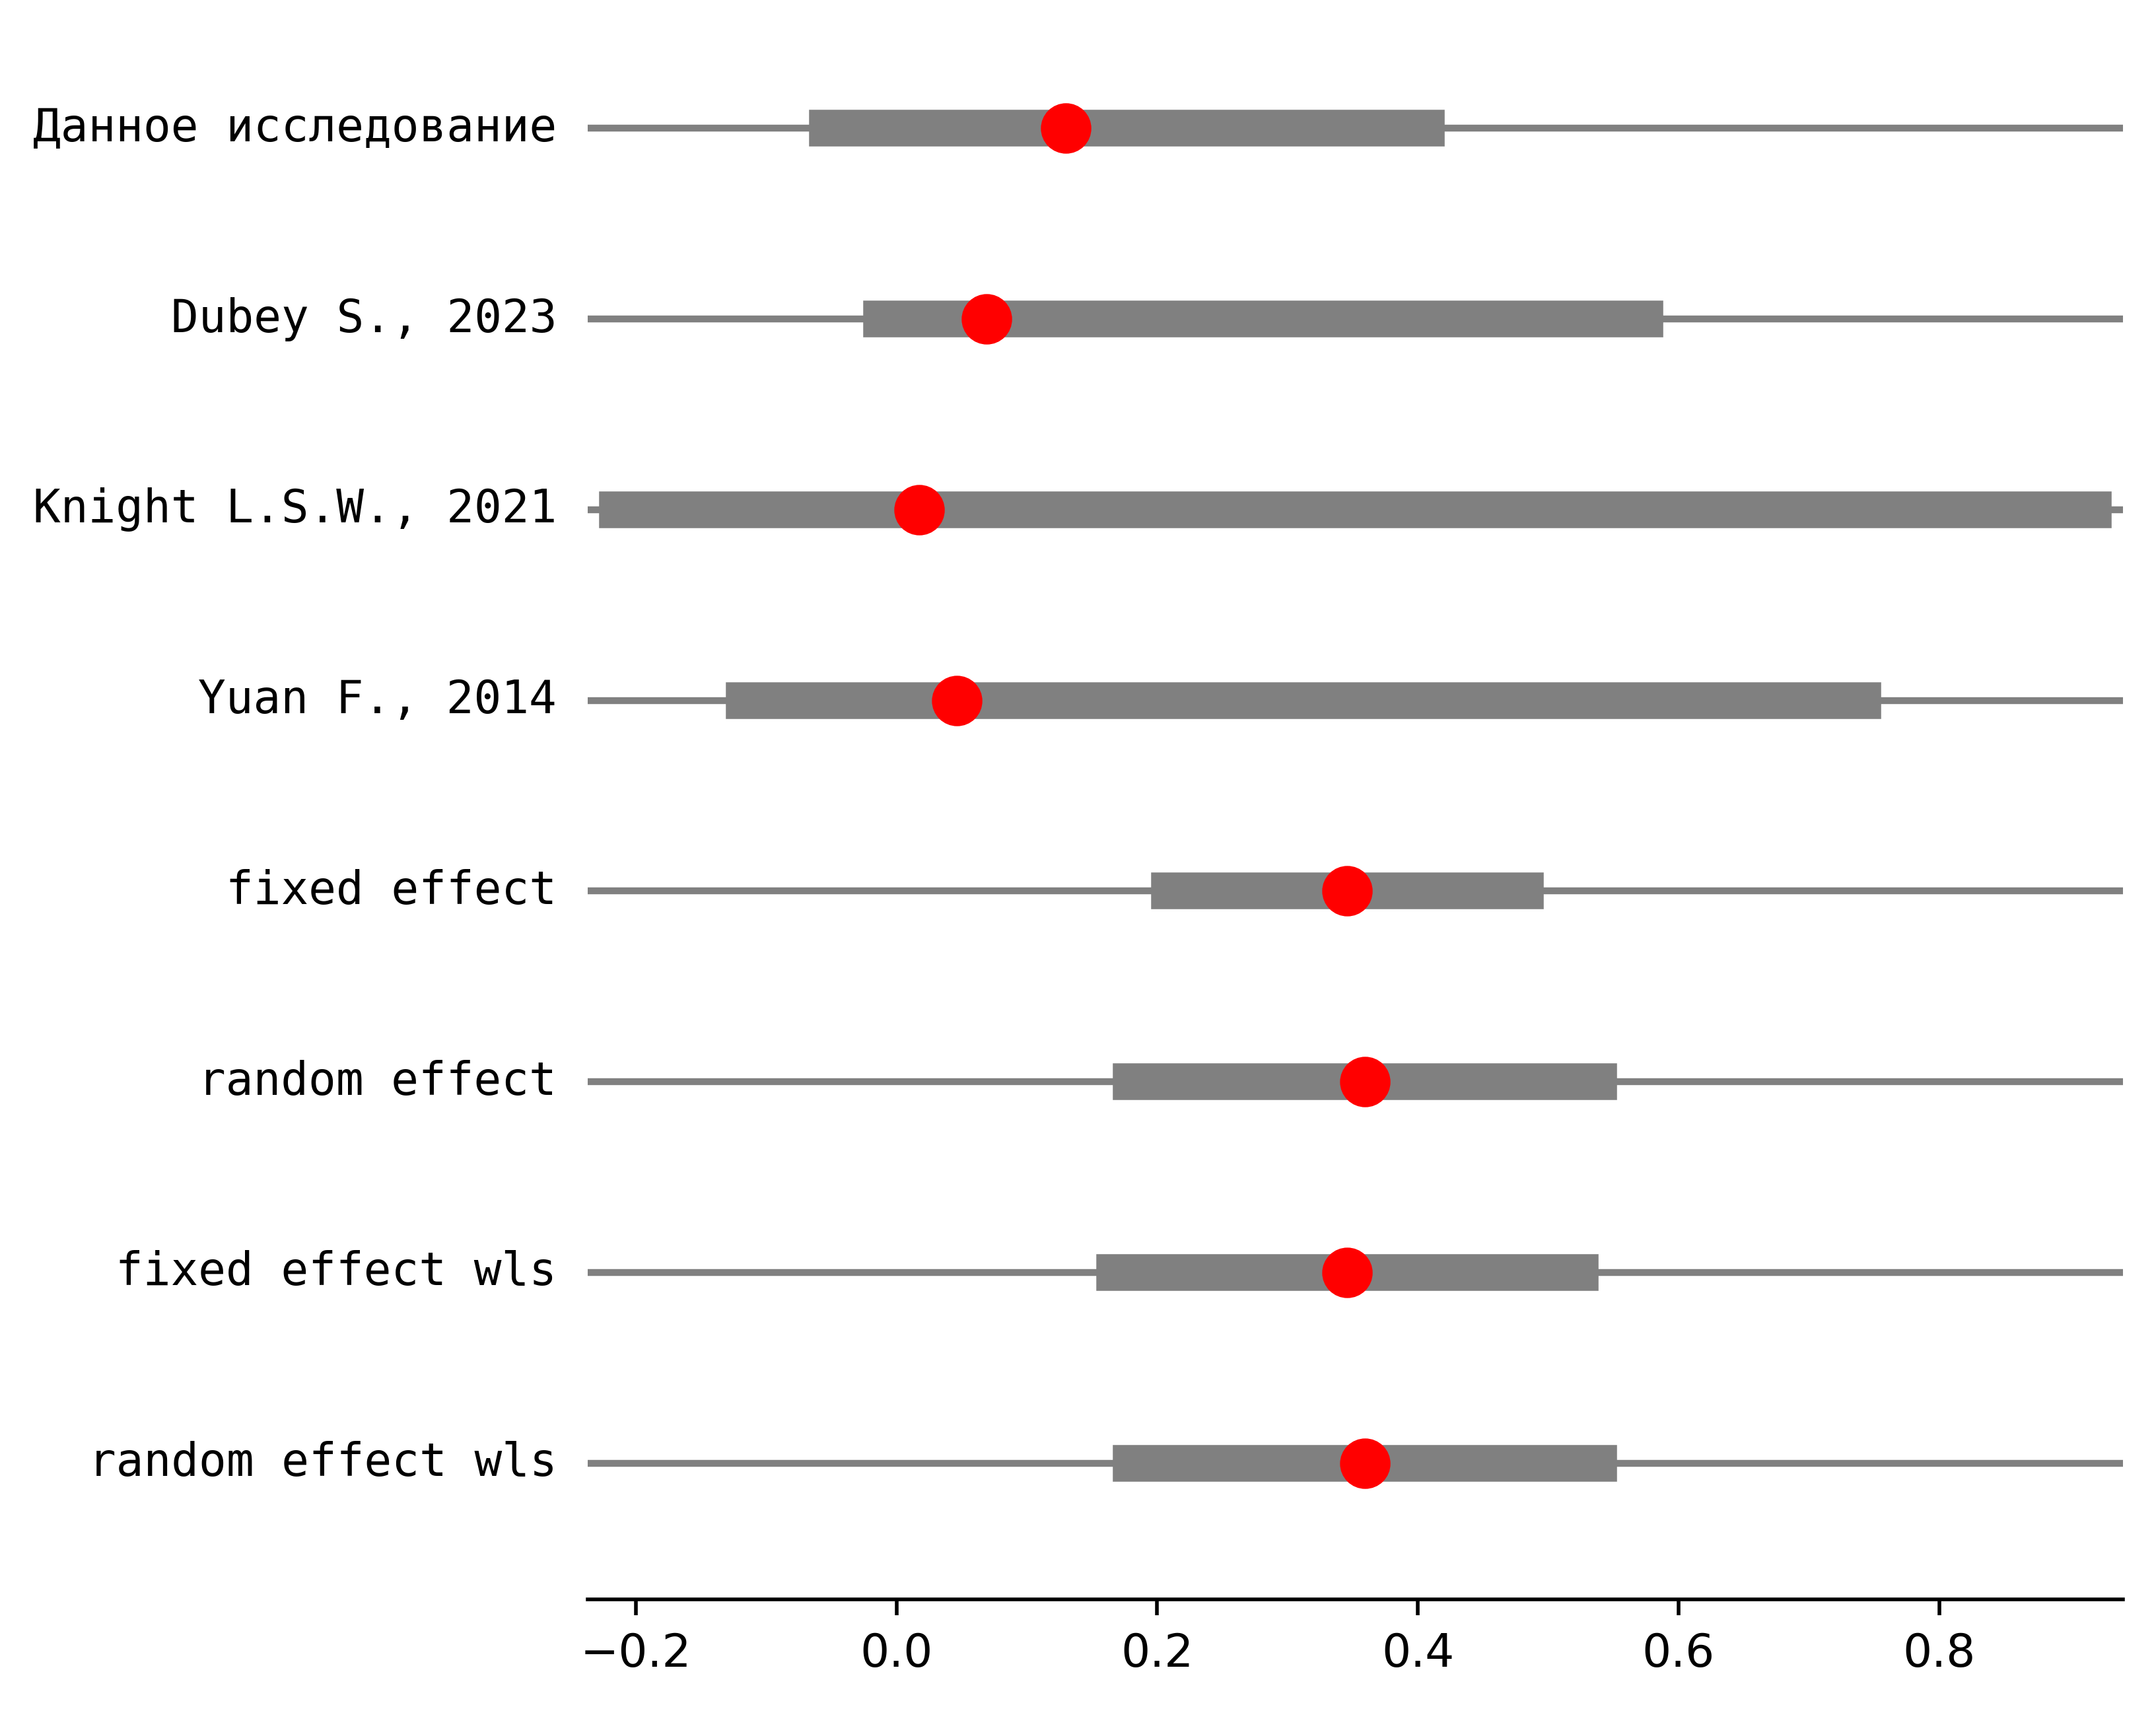 Данное исследование
Dubey S., 2023
Knight L.S.W., 2021
Yuan F., 2014
fixed effect
random effect
fixed effect wls
random effect wls
−0.2 0.0 0.2 0.4 0.6 0.8